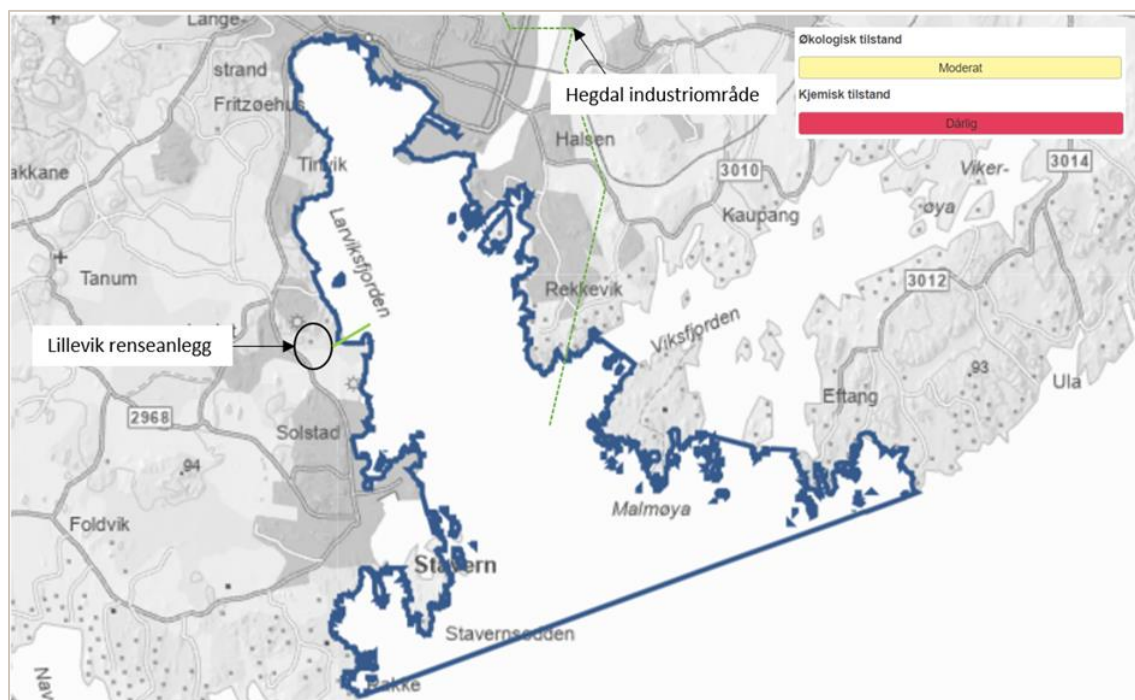 Lange-
strand
Fritzøehus
Hegdal industriområde
Økologisk tilstand
Moderat
Kjemisk tilstand
Dårlig
Halsen
3010
3014
Viker-
øya
akkane
Tinvik
Kaupang
Larviksfjorden
Tanum
3012
Rekkevik
Lillevik renseanlegg
Viksfjorden
93
Ula
Eftang
2968
Solstad
94
Malmøya
Foldvik
Stavern
Stavernsodden
Rakke
Nav